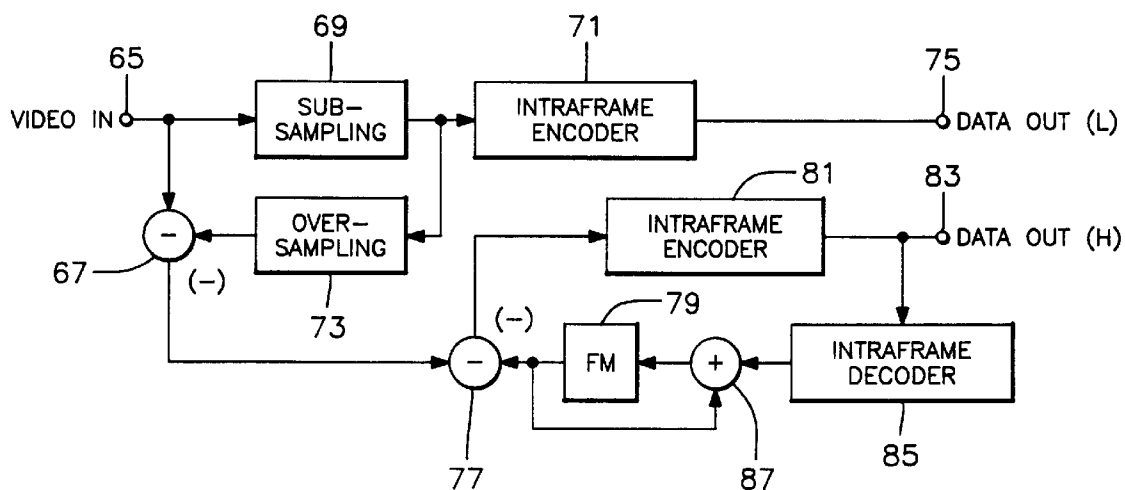 65
69
71
75
VIDEO IN
SUB-
SAMPLING
INTRAFRAME
ENCODER
DATA OUT (L)
81
83
-
OVER-
SAMPLING
INTRAFRAME
ENCODER
DATA OUT (H)
67
(-)
73
79
(-)
-
FM
+
INTRAFRAME
DECODER
77
87
85